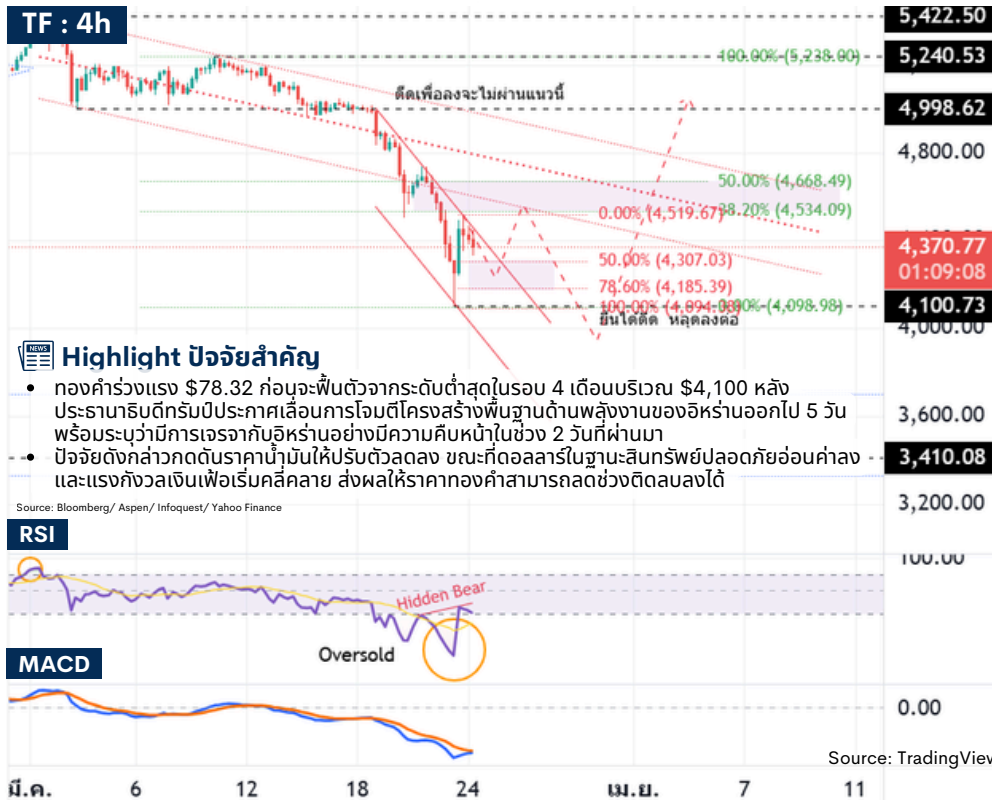 TF : 4h
5,422.50
100.00% (5,238.00)
5,240.53
ดีดเพื่อลงจะไม่ผ่านแนวนี้
4,998.62
4,800.00
50.00% (4,668.49)
0.00% (4,519.67)
38.20% (4,534.09)
4,370.77
01:09:08
50.00% (4,307.03)
78.60% (4,185.39)
100.00%
(4,098.98)
4,100.73
ยืนได้ดีด หลุดลงต่อ
4,000.00
NEWS
Highlight ปัจจัยสำคัญ
• ทองคำร่วงแรง $78.32 ก่อนจะฟื้นตัวจากระดับต่ำสุดในรอบ 4 เดือนบริเวณ $4,100 หลัง
ประธานาธิบดีทรัมป์ประกาศเลื่อนการโจมตีโครงสร้างพื้นฐานด้านพลังงานของอิหร่านออกไป 5 วัน
พร้อมระบุว่ามีการเจรจากับอิหร่านอย่างมีความคืบหน้าในช่วง 2 วันที่ผ่านมา
3,600.00
• ปัจจัยดังกล่าวกดดันราคาน้ำมันให้ปรับตัวลดลง ขณะที่ดอลลาร์ในฐานะสินทรัพย์ปลอดภัยอ่อนค่าลง
และแรงกังวลเงินเฟ้อเริ่มคลี่คลาย ส่งผลให้ราคาทองคำสามารถลดช่วงติดลบลงได้
3,410.08
3,200.00
Source: Bloomberg/ Aspen/ Infoquest/ Yahoo Finance
RSI
100.00
Hidden Bear
Oversold
MACD
0.00
Source: TradingView
มี.ค. 6 12 18 24 เม.ย. 7 11